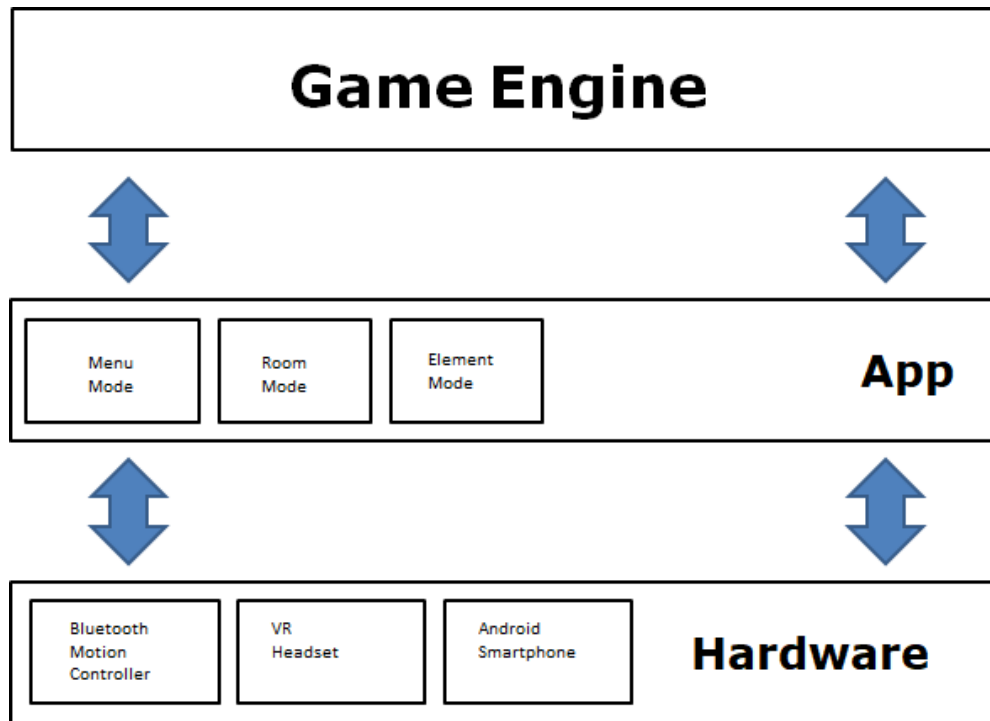 Game Engine
Menu
Mode
Room
Mode
Element
Mode
App
Bluetooth
Motion
Controller
VR
Headset
Android
Smartphone
Hardware